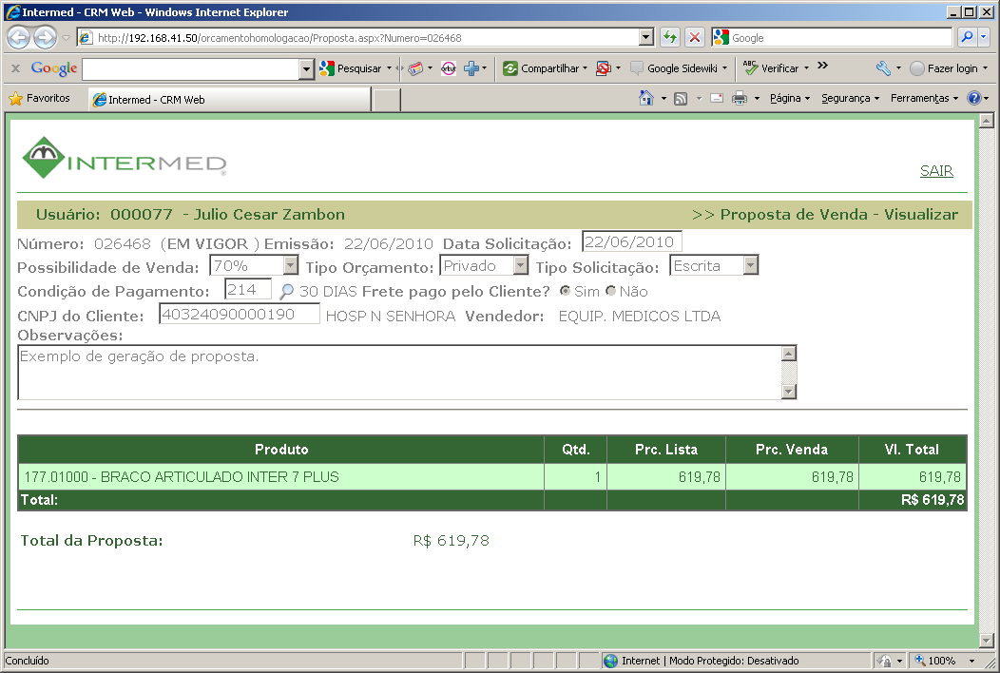 Intermed - CRM Web - Windows Internet Explorer
http://192.168.41.50/orcamentohomologacao/Proposta.aspx?Numero=026468 Google
x Google Pesquisar ortut Compartilhar Google Sidewiki Verificar >> Fazer login
Favoritos Intermed - CRM Web Página Segurança Ferramentas
INTERMED
SAIR
Usuário: 000077 - Julio Cesar Zambon >> Proposta de Venda - Visualizar
Número: 026468 (EM VIGOR ) Emissão: 22/06/2010 Data Solicitação: 22/06/2010
Possibilidade de Venda: 70% Tipo Orçamento: Privado Tipo Solicitação: Escrita
Condição de Pagamento: 214 30 DIAS Frete pago pelo Cliente? Sim Não
CNPJ do Cliente: 40324090000190 HOSP N SENHORA Vendedor: EQUIP. MEDICOS LTDA
Observações:
Exemplo de geração de proposta.
Produto Qtd. Prc. Lista Prc. Venda Vl. Total
177.01000 - BRACO ARTICULADO INTER 7 PLUS 1 619,78 619,78 619,78
Total: R$ 619,78
Total da Proposta: R$ 619,78
Concluído Internet | Modo Protegido: Desativado 100%